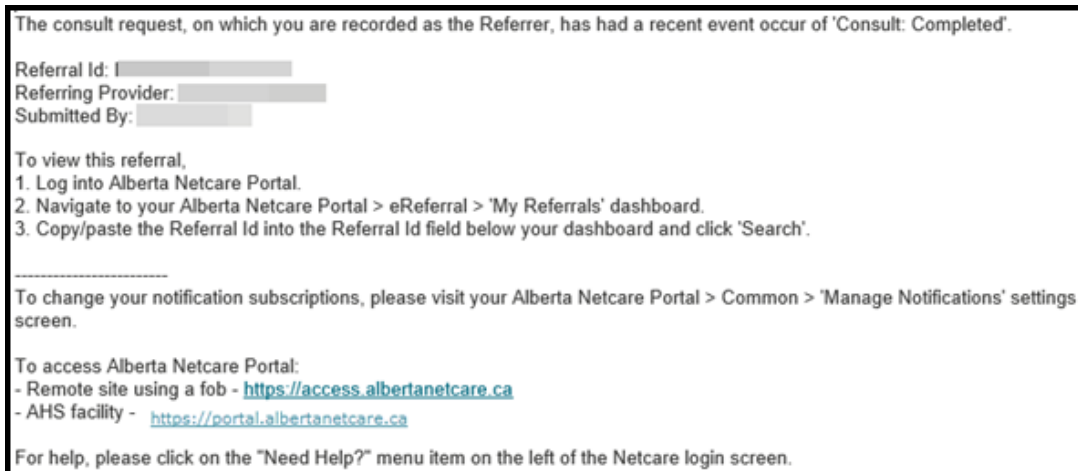 The consult request, on which you are recorded as the Referrer, has had a recent event occur of 'Consult: Completed'.
Referral Id:
Referring Provider:
Submitted By:
To view this referral,
1. Log into Alberta Netcare Portal.
2. Navigate to your Alberta Netcare Portal > eReferral > 'My Referrals' dashboard.
3. Copy/paste the Referral Id into the Referral Id field below your dashboard and click 'Search'.
------------------------
To change your notification subscriptions, please visit your Alberta Netcare Portal > Common > 'Manage Notifications' settings
screen.
To access Alberta Netcare Portal:
- Remote site using a fob - https://access.albertanetcare.ca
- AHS facility - https://portal.albertanetcare.ca
For help, please click on the "Need Help?" menu item on the left of the Netcare login screen.